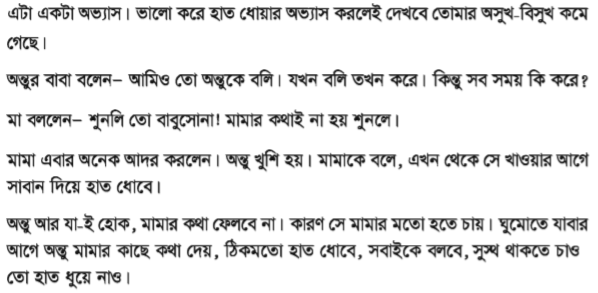 এটা একটা অভ্যাস। ভালো করে হাত ধোয়ার অভ্যাস করলেই দেখবে তোমার অসুখ-বিসুখ কমে
গেছে।
অন্তুর বাবা বলেন– আমিও তো অন্তুকে বলি। যখন বলি তখন করে। কিন্তু সব সময় কি করে?
মা বললেন– শুনলি তো বাবুসোনা! মামার কথাই না হয় শুনলে।
মামা এবার অনেক আদর করলেন। অন্তু খুশি হয়। মামাকে বলে, এখন থেকে সে খাওয়ার আগে
সাবান দিয়ে হাত ধোবে।
অন্তু আর যা-ই হোক, মামার কথা ফেলবে না। কারণ সে মামার মতো হতে চায়। ঘুমোতে যাবার
আগে অন্তু মামার কাছে কথা দেয়, ঠিকমতো হাত ধোবে, সবাইকে বলবে, সুস্থ থাকতে চাও
তো হাত ধুয়ে নাও।